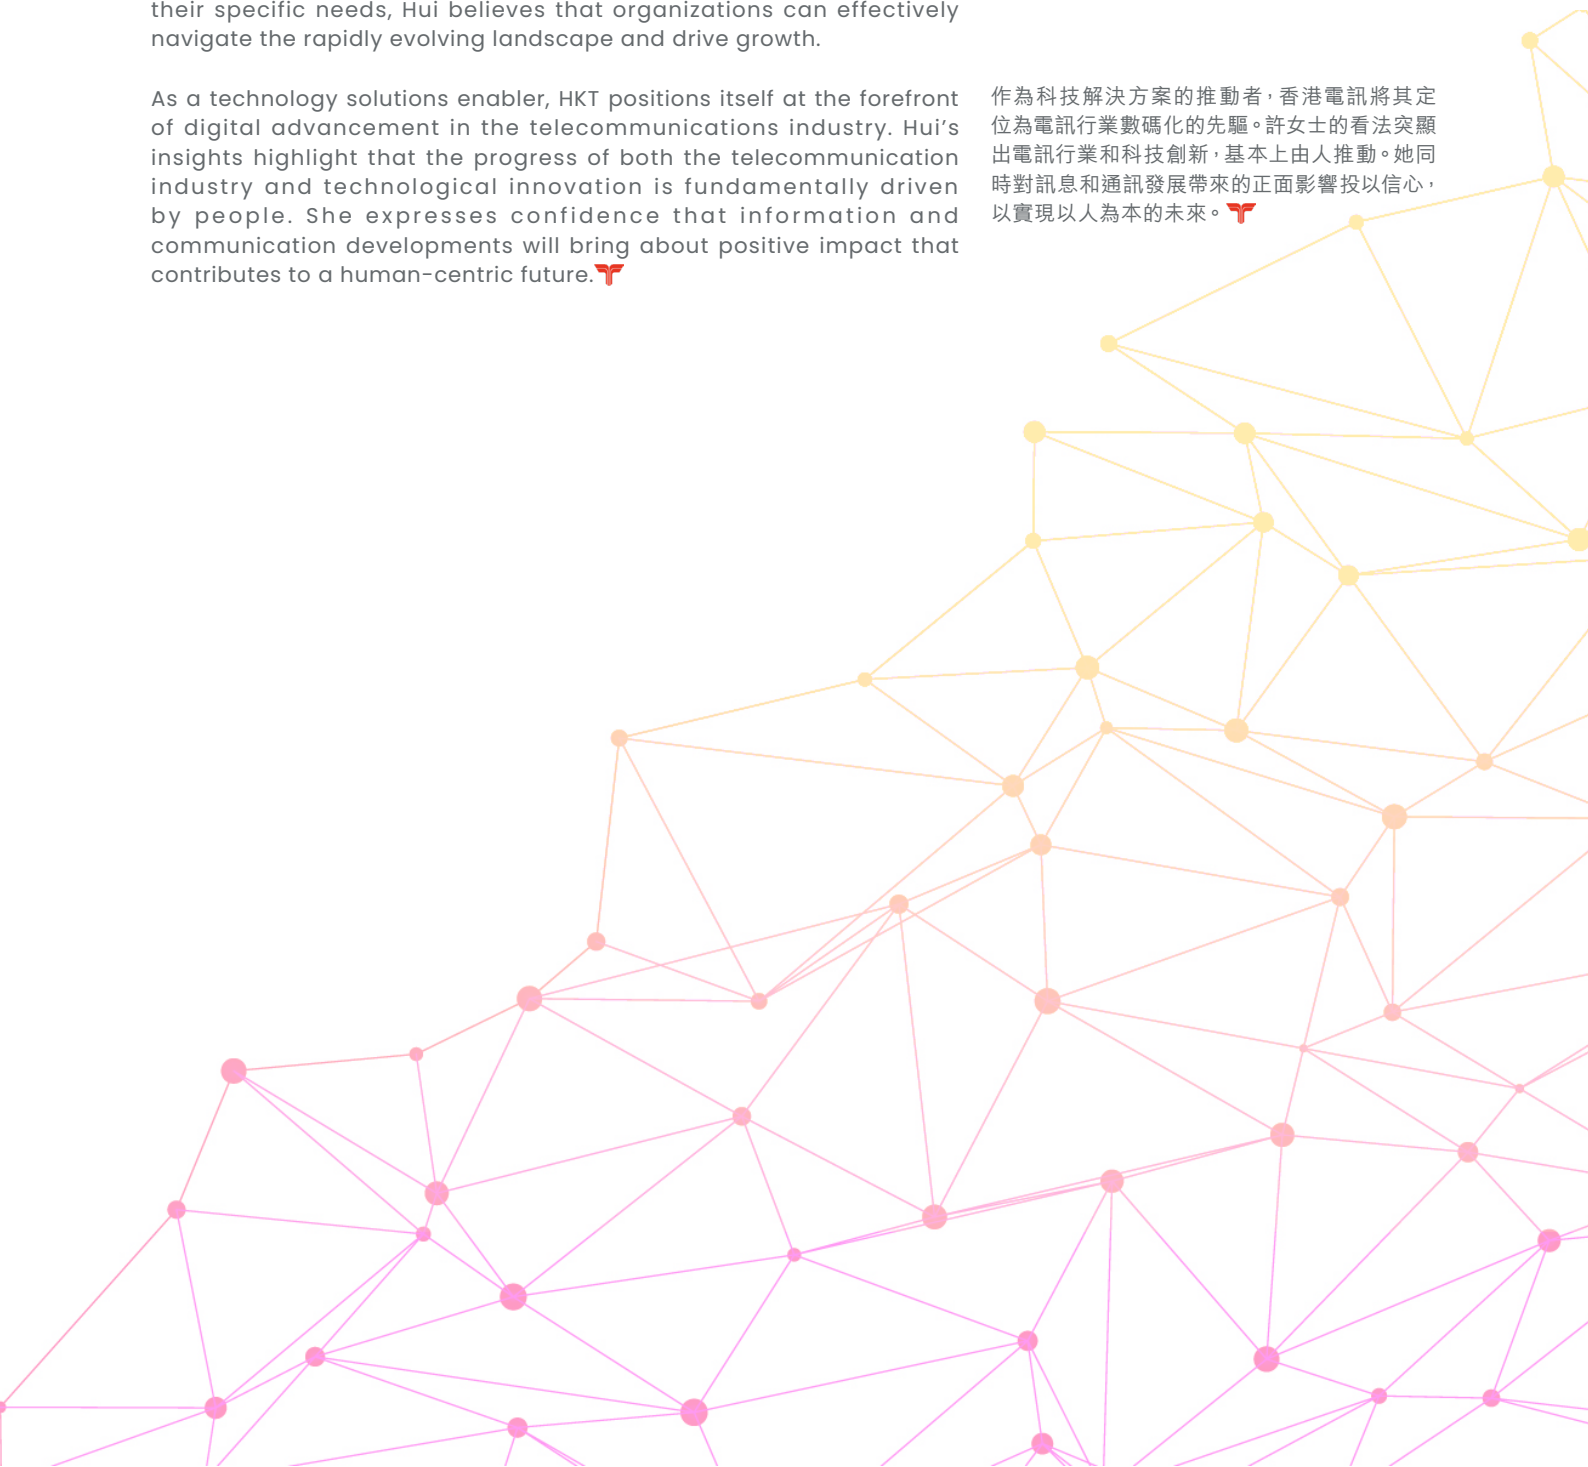 their specific needs, Hui believes that organizations can effectively
navigate the rapidly evolving landscape and drive growth.
As a technology solutions enabler, HKT positions itself at the forefront
of digital advancement in the telecommunications industry. Hui’s
insights highlight that the progress of both the telecommunication
industry and technological innovation is fundamentally driven
by people. She expresses confidence that information and
communication developments will bring about positive impact that
contributes to a human-centric future.
作為科技解決方案的推動者，香港電訊將其定
位為電訊行業數碼化的先驅。許女士的看法突顯
出電訊行業和科技創新，基本上由人推動。她同
時對訊息和通訊發展帶來的正面影響投以信心，
以實現以人為本的未來。